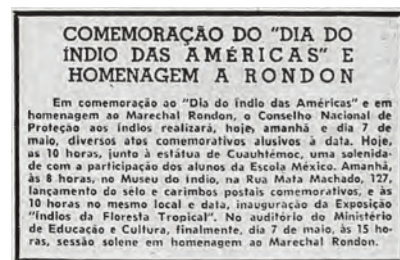 COMEMORAÇÃO DO "DIA DO
ÍNDIO DAS AMÉRICAS" E
HOMENAGEM A RONDON
Em comemoração ao "Dia do índio das Américas" e em
homenagem ao Marechal Rondon, o Conselho Nacional de
Proteção aos índios realizará, hoje, amanhã e dia 7 de
maio, diversos atos comemorativos alusivos à data. Hoje,
as 10 horas, junto à estátua de Cuauhtémoc, uma solenida-
de com a participação dos alunos da Escola México. Amanhã,
às 8 horas, no Museu do índio, na Rua Mata Machado, 127,
lançamento do sêlo e carimbos postais comemorativos, e às
10 horas no mesmo local e data, inauguração da Exposição
"índios da Floresta Tropical". No auditório do Ministério
de Educação e Cultura, finalmente, dia 7 de maio, às 15 ho-
ras, sessão solene em homenagem ao Marechal Rondon.